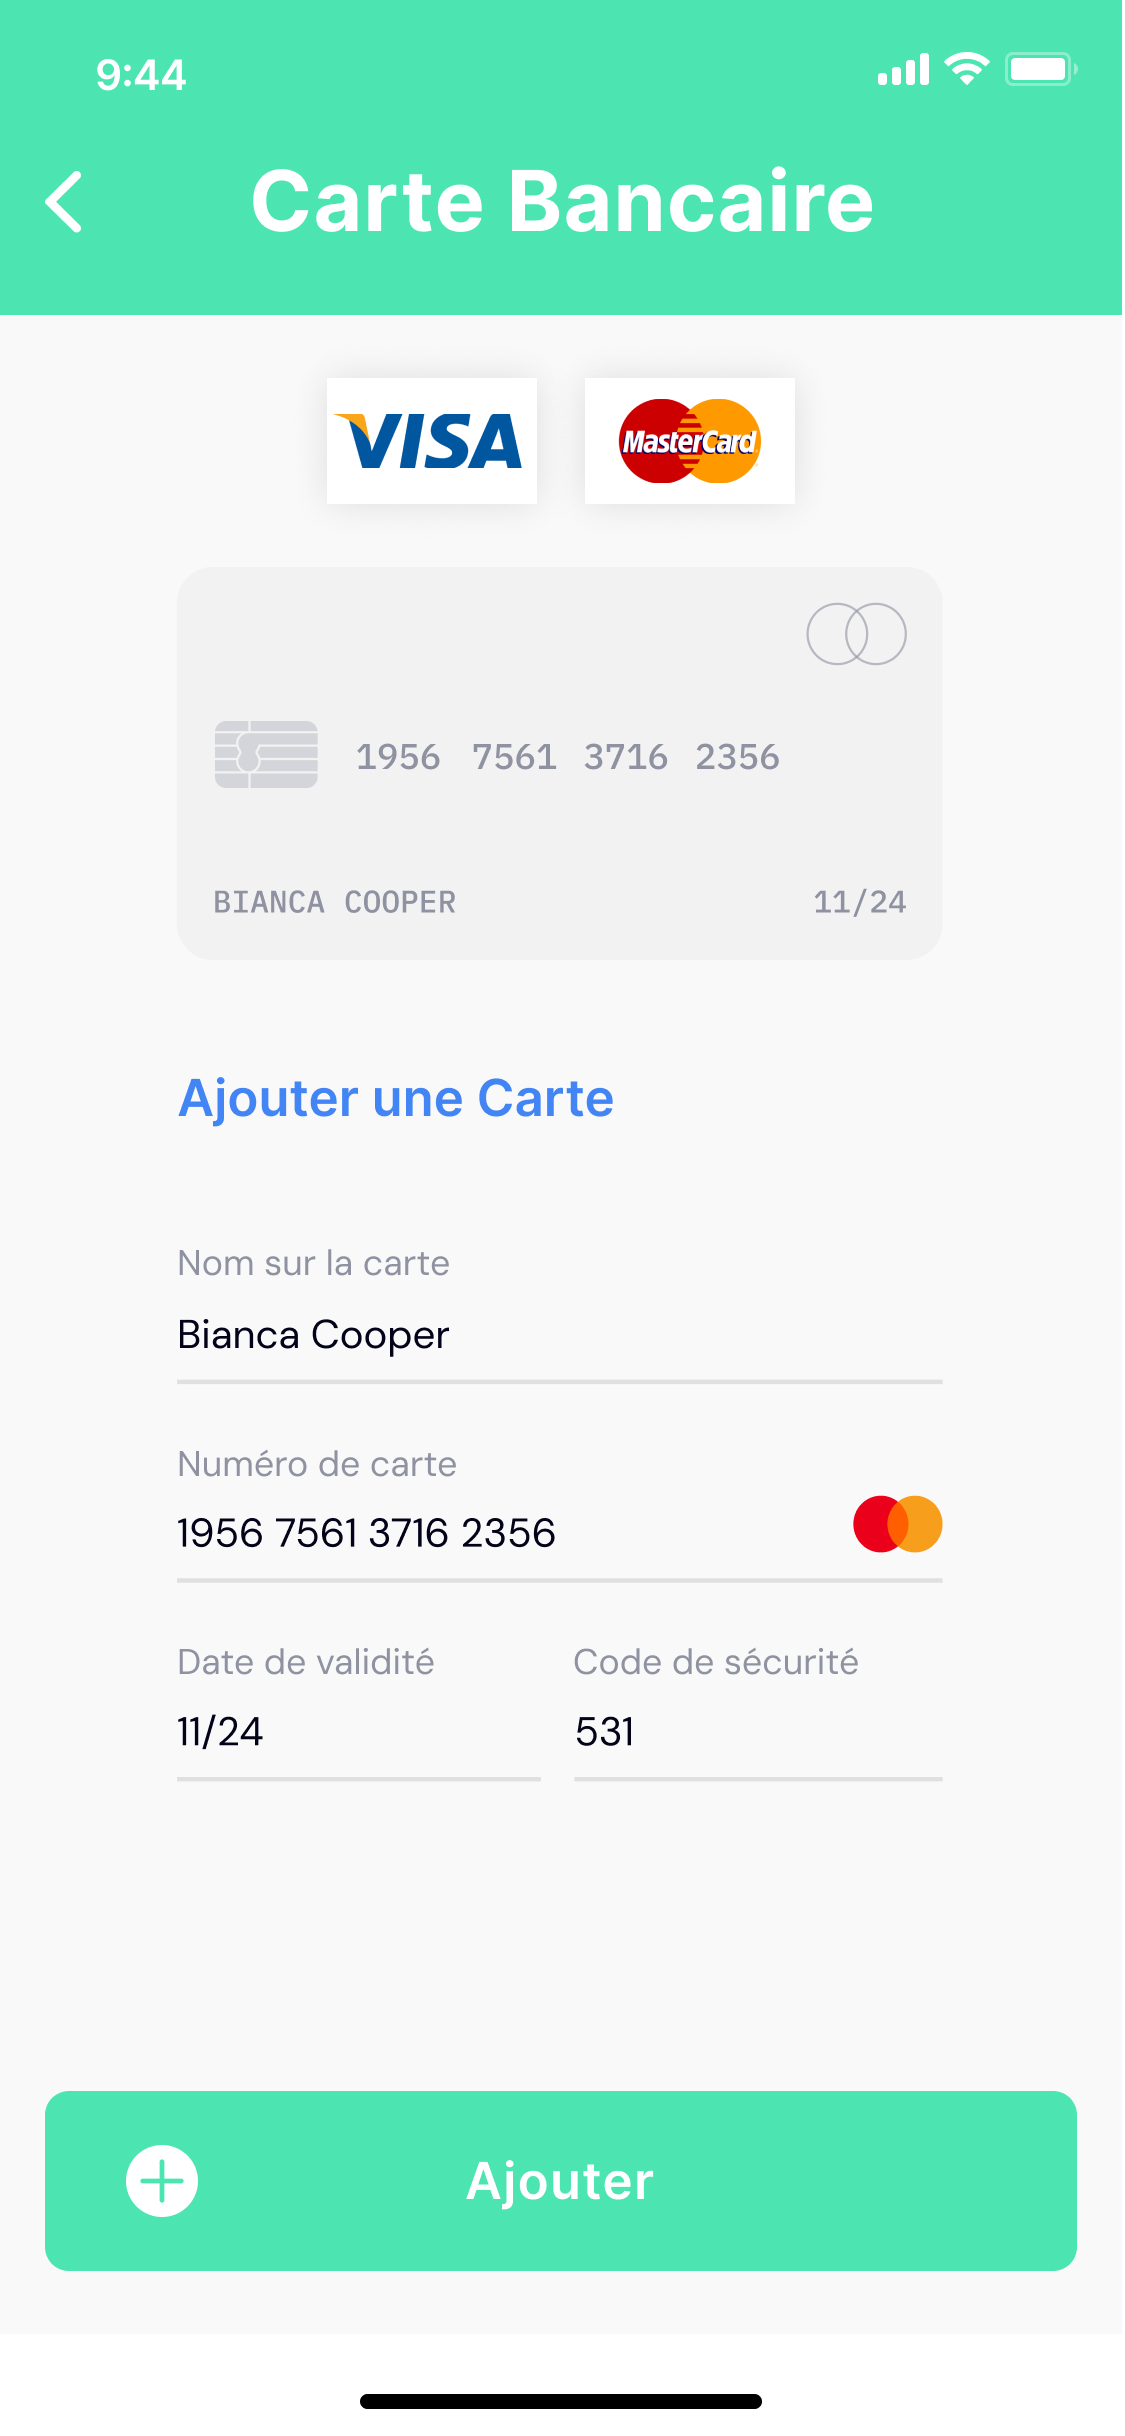 9:44
Carte Bancaire
VISA MasterCard
1956 7561 3716 2356
BIANCA COOPER 11/24
Ajouter une Carte
Nom sur la carte
Bianca Cooper
Numéro de carte
1956 7561 3716 2356
Date de validité Code de sécurité
11/24 531
Ajouter